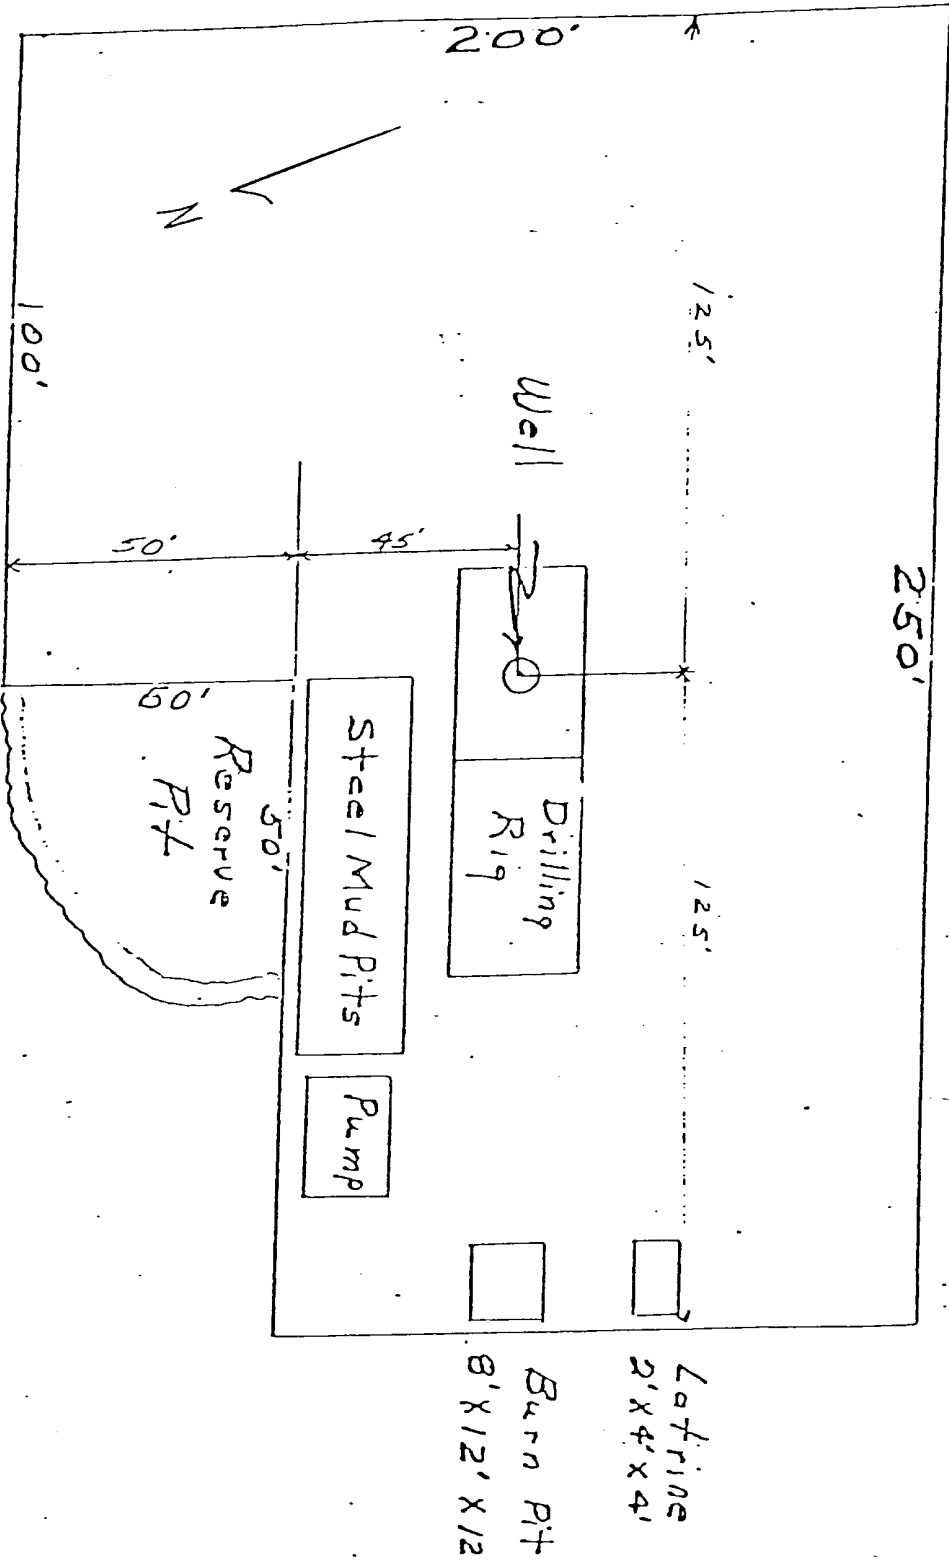 200'
N
125'
250'
100'
Well
50'
45'
60'
50'
Reserve
Pit
Steel Mud Pits
Drilling
Rig
125'
Pump
Latrine
2'X4'X4'
Burn Pit
8'X12'X12